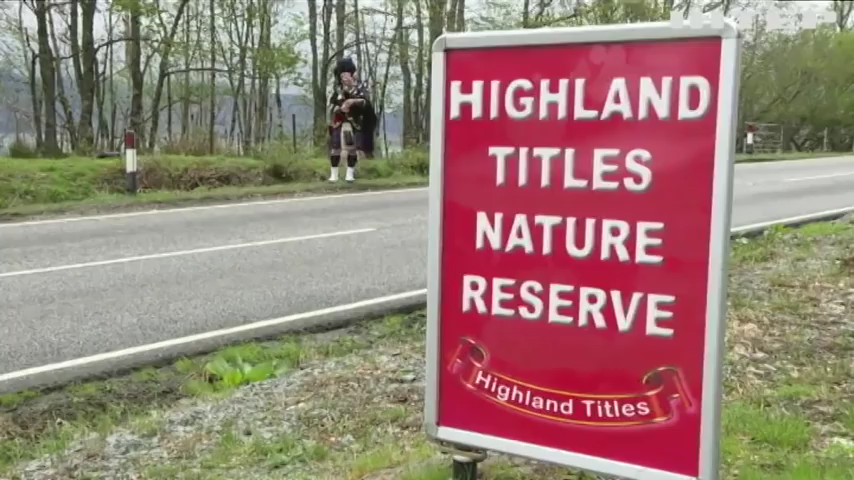 HIGHLAND
TITLES
NATURE
RESERVE
Highland Titles